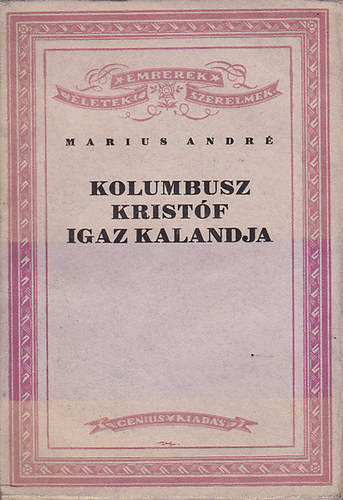 *EMBEREK*
*ÉLETEK*
SZERELMEK*
MARIUS ANDRÉ
KOLUMBUSZ
KRISTÓF
IGAZ KALANDJA
GENIUS*KIADÁS